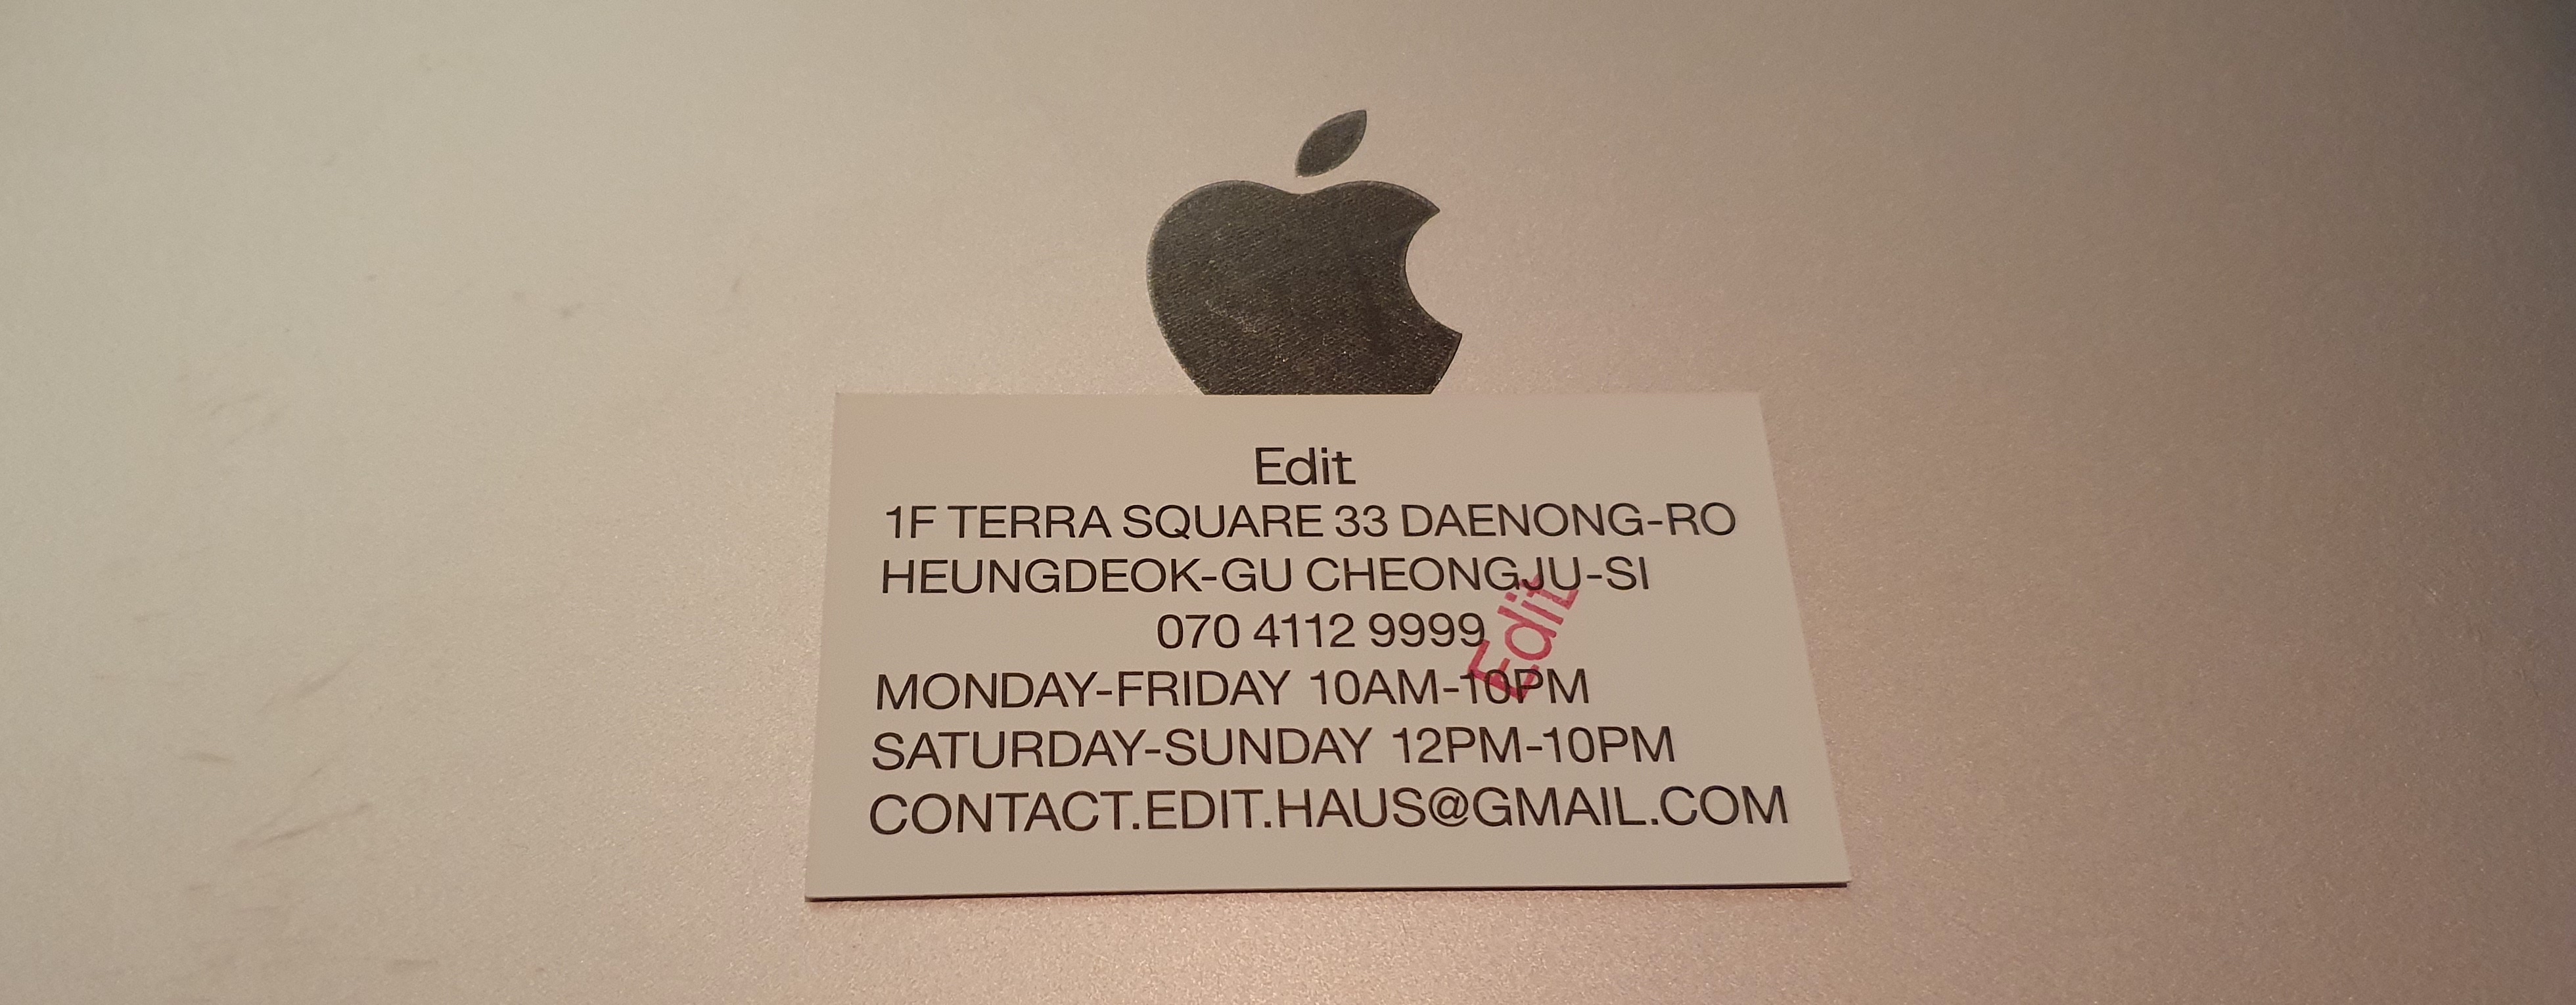 Edit
1F TERRA SQUARE 33 DAENONG-RO
HEUNGDEOK-GU CHEONGJU-SI
070 4112 9999
MONDAY-FRIDAY 10AM-10PM
SATURDAY-SUNDAY 12PM-10PM
CONTACT.EDIT.HAUS@GMAIL.COM
Edit